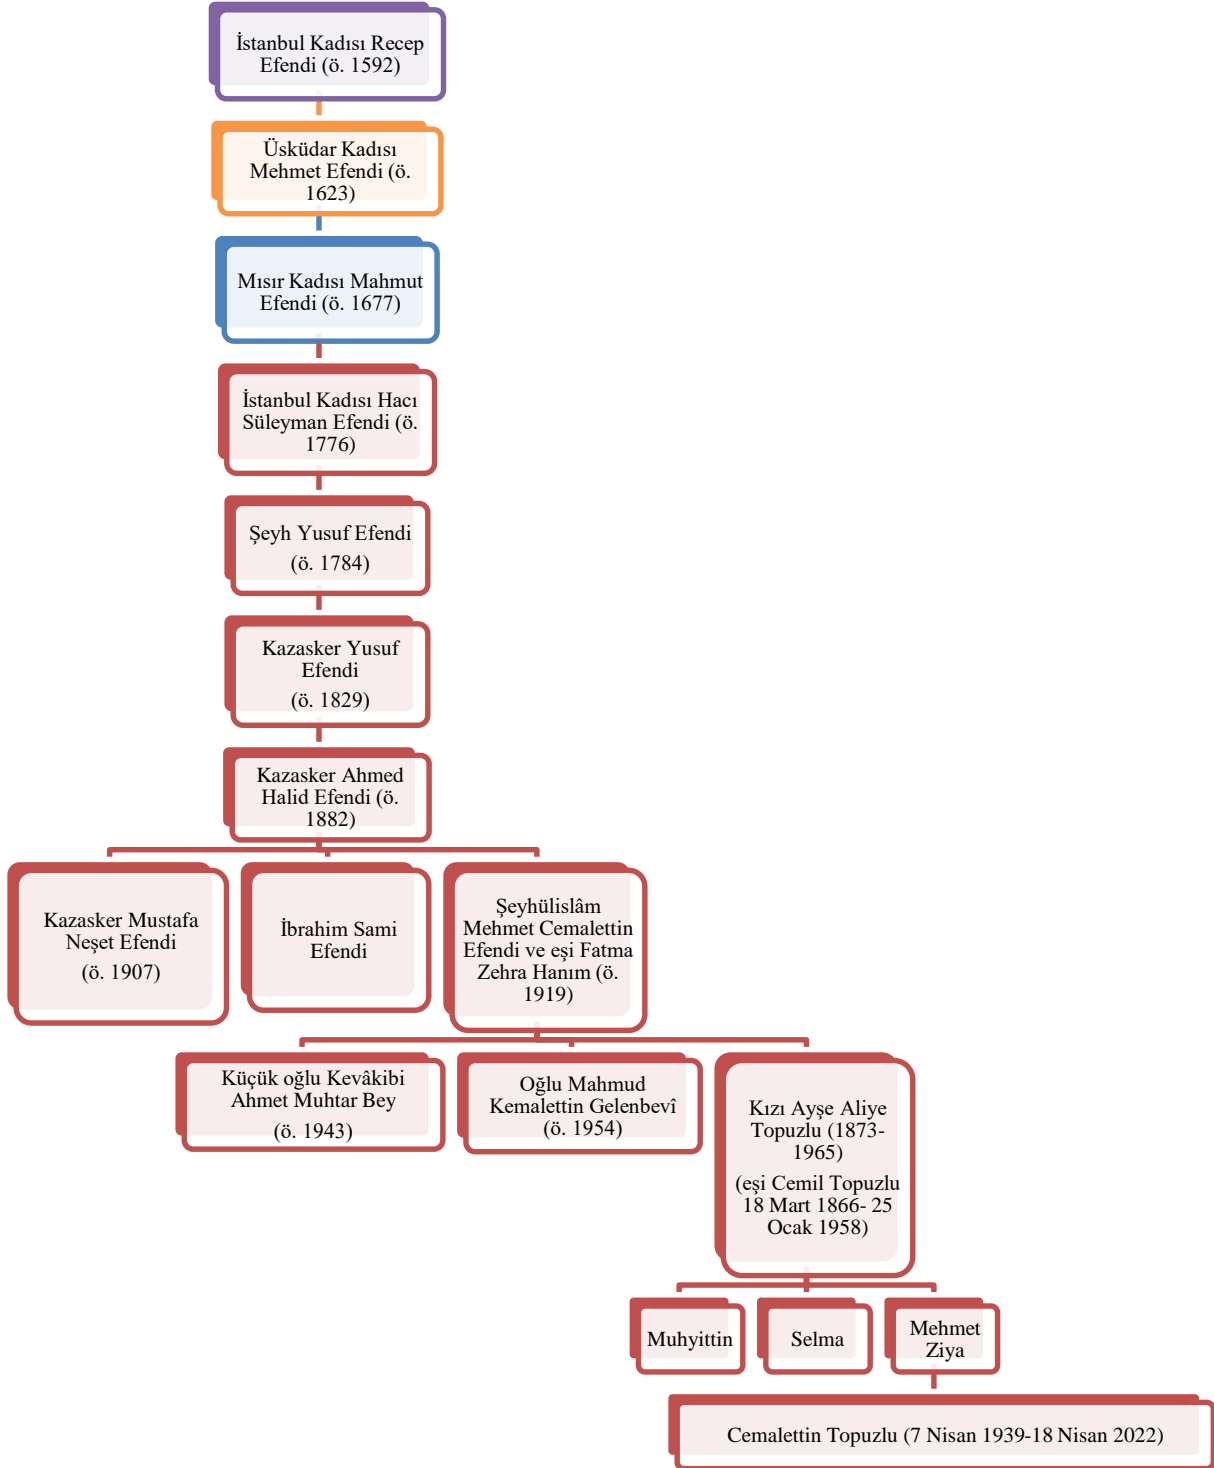 İstanbul Kadısı Recep
Efendi (ö. 1592)
Üsküdar Kadısı
Mehmet Efendi (ö.
1623)
Mısır Kadısı Mahmut
Efendi (ö. 1677)
İstanbul Kadısı Hacı
Süleyman Efendi (ö.
1776)
Şeyh Yusuf Efendi
(ö. 1784)
Kazasker Yusuf
Efendi
(ö. 1829)
Kazasker Ahmed
Halid Efendi (ö.
1882)
Kazasker Mustafa
Neşet Efendi
(ö. 1907)
İbrahim Sami
Efendi
Şeyhülislâm
Mehmet Cemalettin
Efendi ve eşi Fatma
Zehra Hanım (ö.
1919)
Küçük oğlu Kevâkibi
Ahmet Muhtar Bey
(ö. 1943)
Oğlu Mahmud
Kemalettin Gelenbevî
(ö. 1954)
Kızı Ayşe Aliye
Topuzlu (1873-
1965)
(eşi Cemil Topuzlu
18 Mart 1866- 25
Ocak 1958)
Muhyittin
Selma
Mehmet
Ziya
Cemalettin Topuzlu (7 Nisan 1939-18 Nisan 2022)